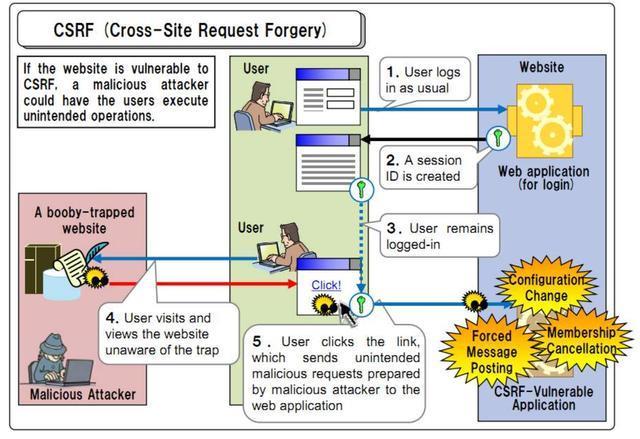 CSRF (Cross-Site Request Forgery)
If the website is vulnerable to
CSRF, a malicious attacker
could have the users execute
unintended operations.
User
1. User logs
in as usual
Website
2. A session
ID is created
Web application
(for login)
3. User remains
logged-in
A booby-trapped
website
User
Click!
4. User visits and
views the website
unaware of the trap
5. User clicks the link,
which sends unintended
malicious requests prepared
by malicious attacker to the
web application
Configuration
Change
Forced
Message
Posting
Membership
Cancellation
CSRF-Vulnerable
Application
Malicious Attacker